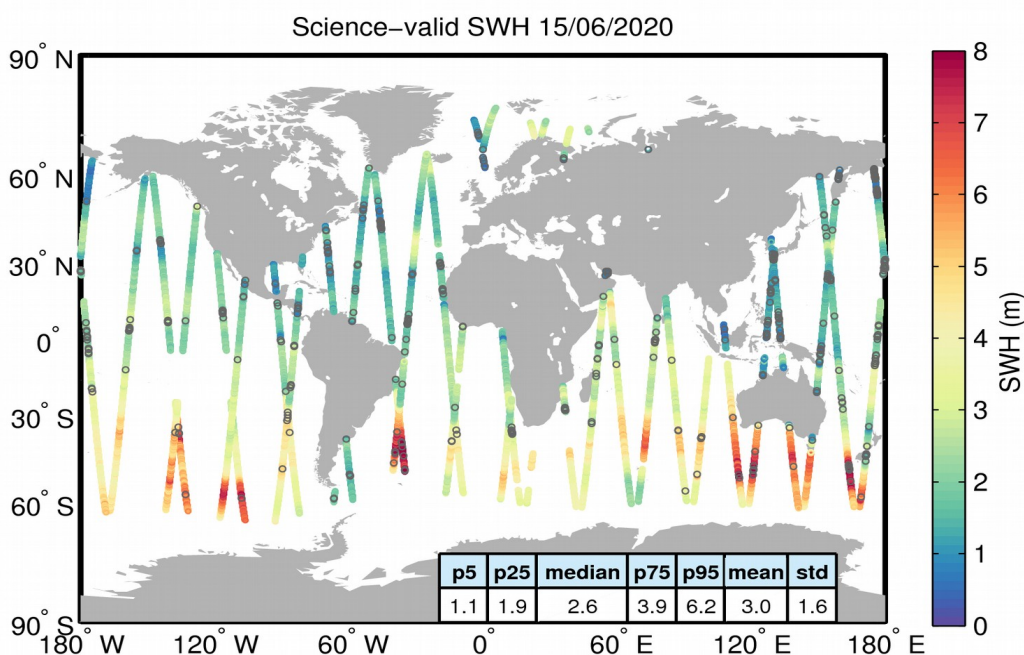 Science−valid SWH 15/06/2020
90° N
60° N
30° N
0°
30° S
60° S
90° S
180° W
120° W
60° W
0°
60° E
120° E
180° E
p5 p25 median p75 p95 mean std
1.1 1.9 2.6 3.9 6.2 3.0 1.6
8
7
6
5
4
3
2
1
0
SWH (m)